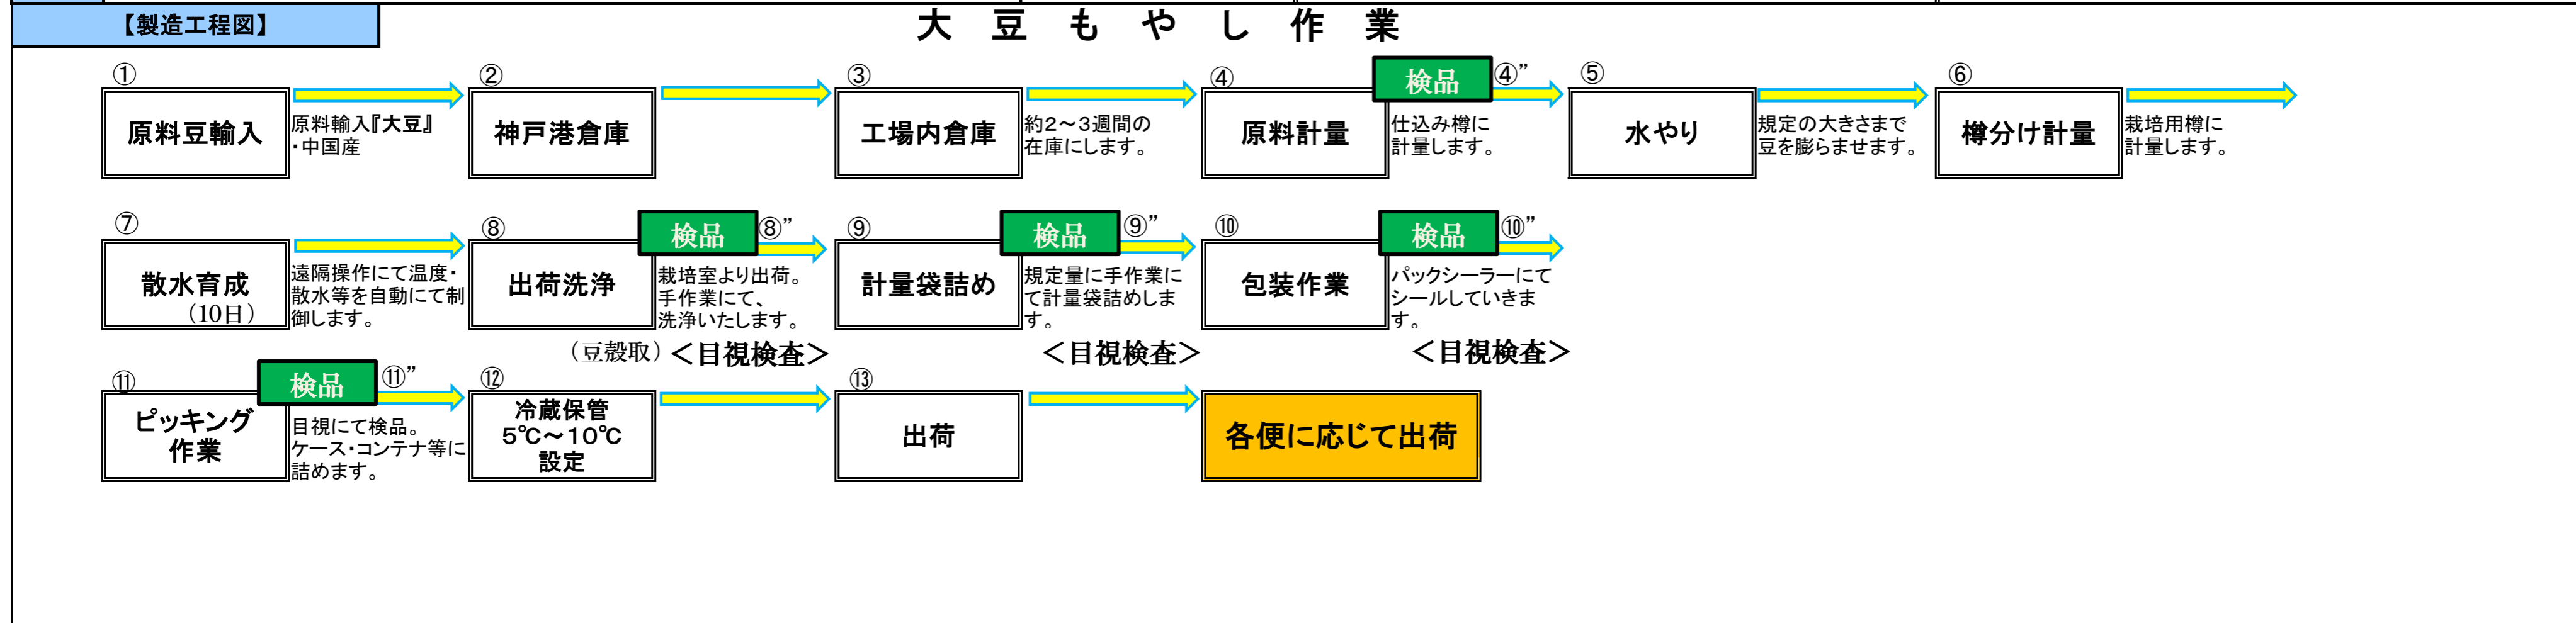 【製造工程図】
大豆もやし作業
①
原料豆輸入
原料輸入『大豆』
・中国産
②
神戸港倉庫
③
工場内倉庫
約２～３週間の
在庫にします。
④
原料計量
検品
④”
仕込み樽に
計量します。
⑤
水やり
規定の大きさまで
豆を膨らませます。
⑥
樽分け計量
栽培用樽に
計量します。
⑦
散水育成
（10日）
遠隔操作にて温度・
散水等を自動にて制
御します。
⑧
出荷洗浄
検品
⑧”
栽培室より出荷。
手作業にて、
洗浄いたします。
（豆殻取）
＜目視検査＞
⑨
計量袋詰め
検品
⑨”
規定量に手作業に
て計量袋詰めしま
す。
＜目視検査＞
⑩
包装作業
検品
⑩”
パックシーラーにて
シールしていきま
す。
＜目視検査＞
⑪
ピッキング
作業
検品
⑪”
目視にて検品。
ケース・コンテナ等に
詰めます。
⑫
冷蔵保管
５℃～１０℃
設定
⑬
出荷
各便に応じて出荷